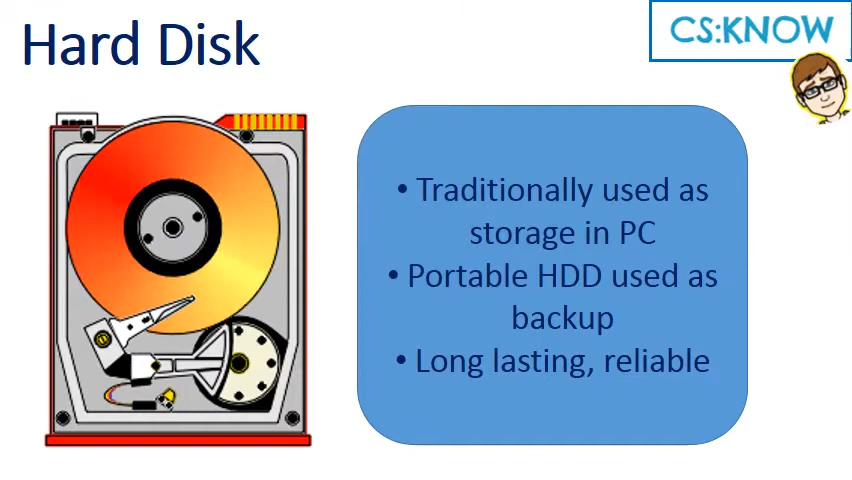 Hard Disk
CS:KNOW
• Traditionally used as
storage in PC
• Portable HDD used as
backup
• Long lasting, reliable